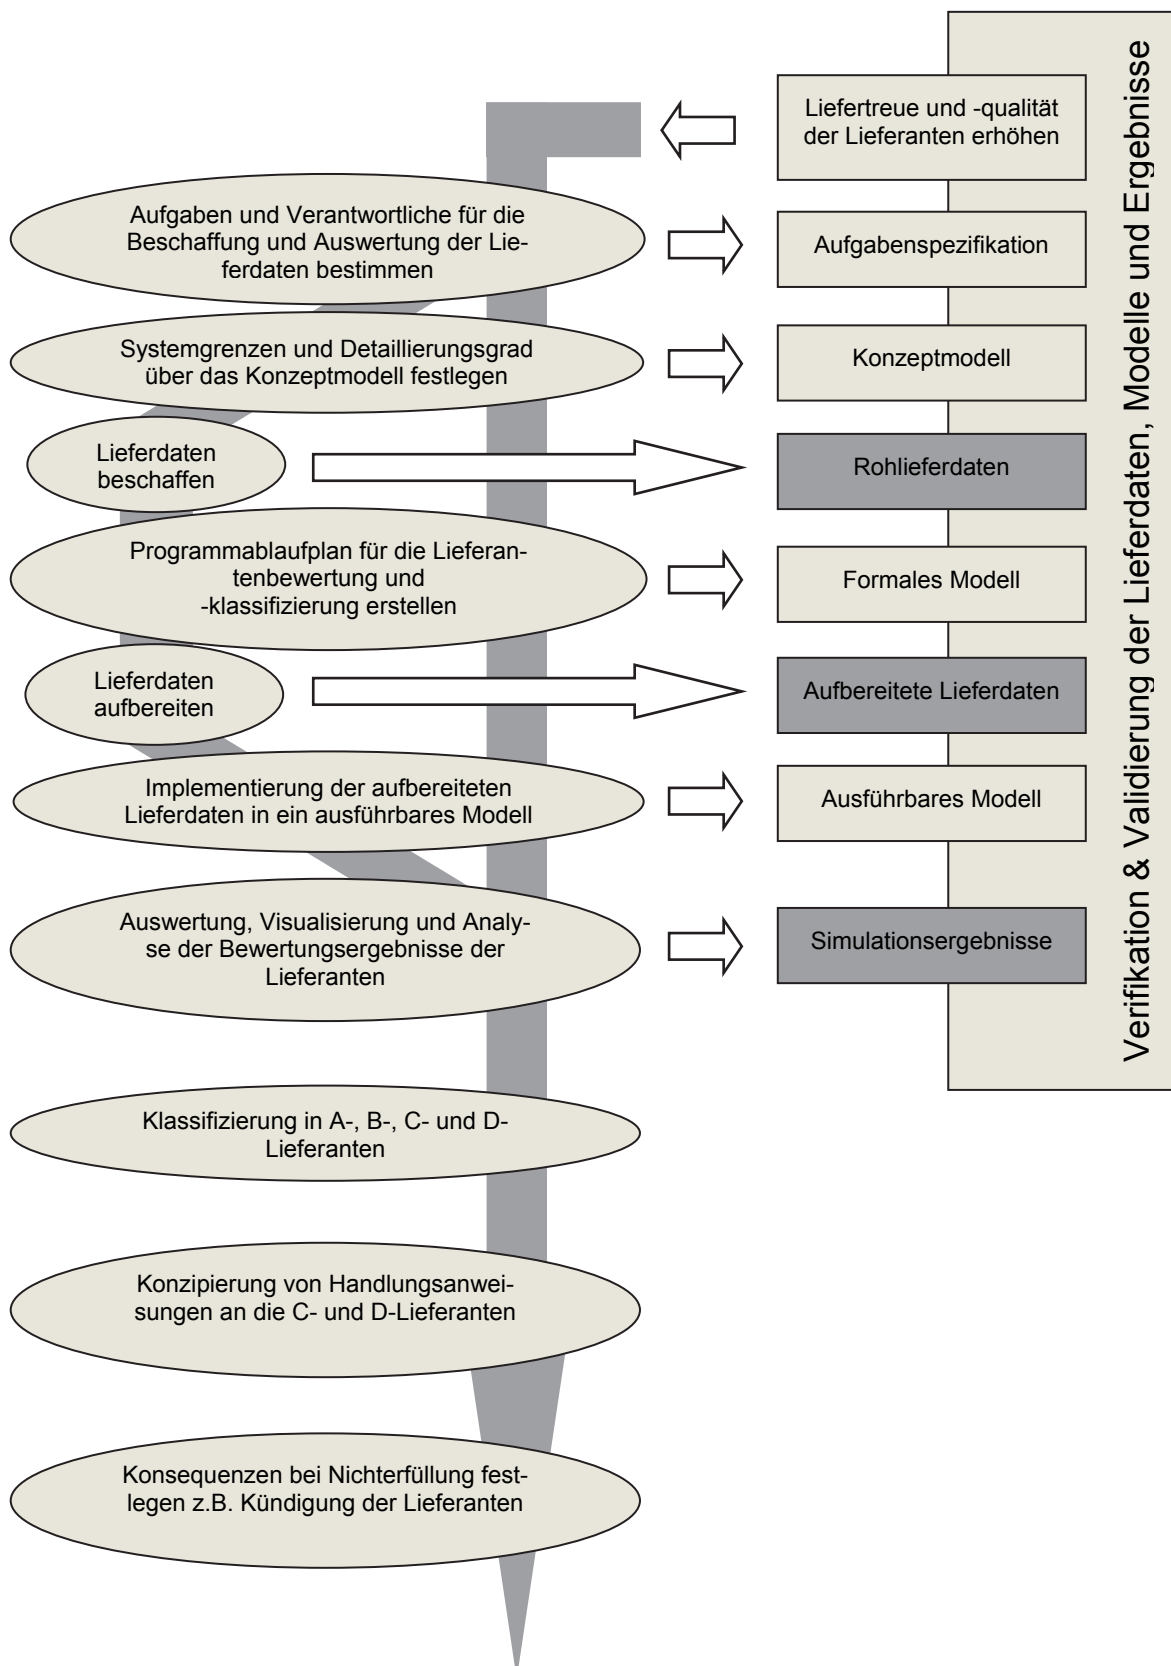 Liefertreue und -qualität
der Lieferanten erhöhen
Aufgaben und Verantwortliche für die
Beschaffung und Auswertung der Lie-
ferdaten bestimmen
Aufgabenspezifikation
Systemgrenzen und Detaillierungsgrad
über das Konzeptmodell festlegen
Konzeptmodell
Lieferdaten
beschaffen
Rohlieferdaten
Programmablaufplan für die Lieferan-
tenbewertung und
-klassifizierung erstellen
Formales Modell
Lieferdaten
aufbereiten
Aufbereitete Lieferdaten
Implementierung der aufbereiteten
Lieferdaten in ein ausführbares Modell
Ausführbares Modell
Auswertung, Visualisierung und Analy-
se der Bewertungsergebnisse der
Lieferanten
Simulationsergebnisse
Klassifizierung in A-, B-, C- und D-
Lieferanten
Konzipierung von Handlungsanwei-
sungen an die C- und D-Lieferanten
Konsequenzen bei Nichterfüllung fest-
legen z.B. Kündigung der Lieferanten
Verifikation & Validierung der Lieferdaten, Modelle und Ergebnisse